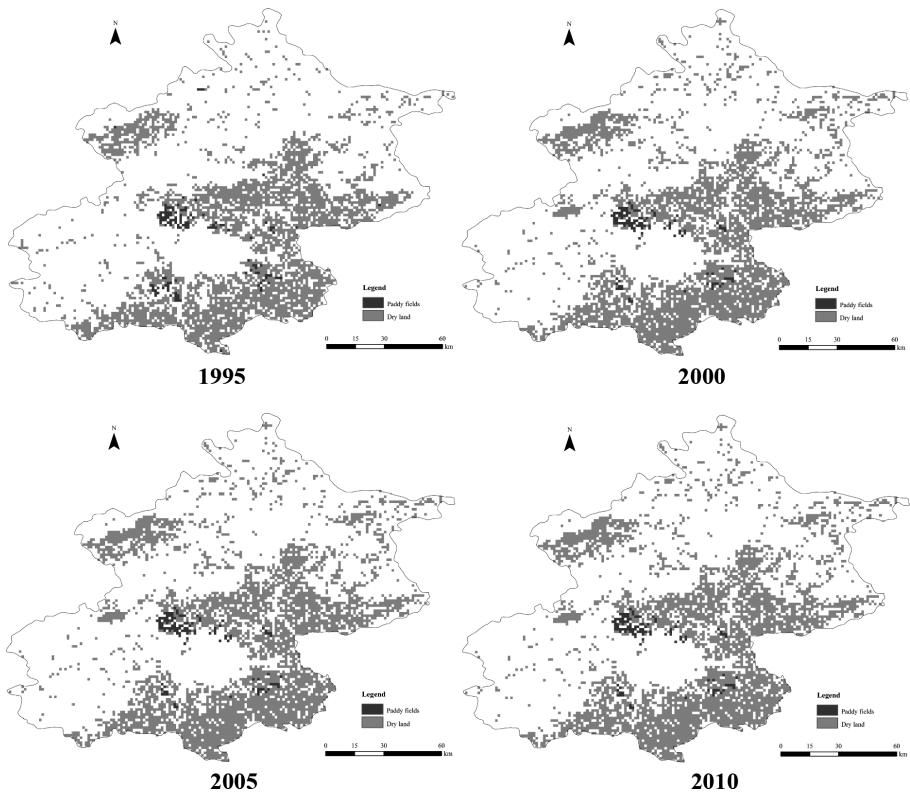 N
Legend
Paddy fields
Dry land
0 15 30 60
km
1995
N
Legend
Paddy fields
Dry land
0 15 30 60
km
2000
N
Legend
Paddy fields
Dry land
0 15 30 60
km
2005
N
Legend
Paddy fields
Dry land
0 15 30 60
km
2010